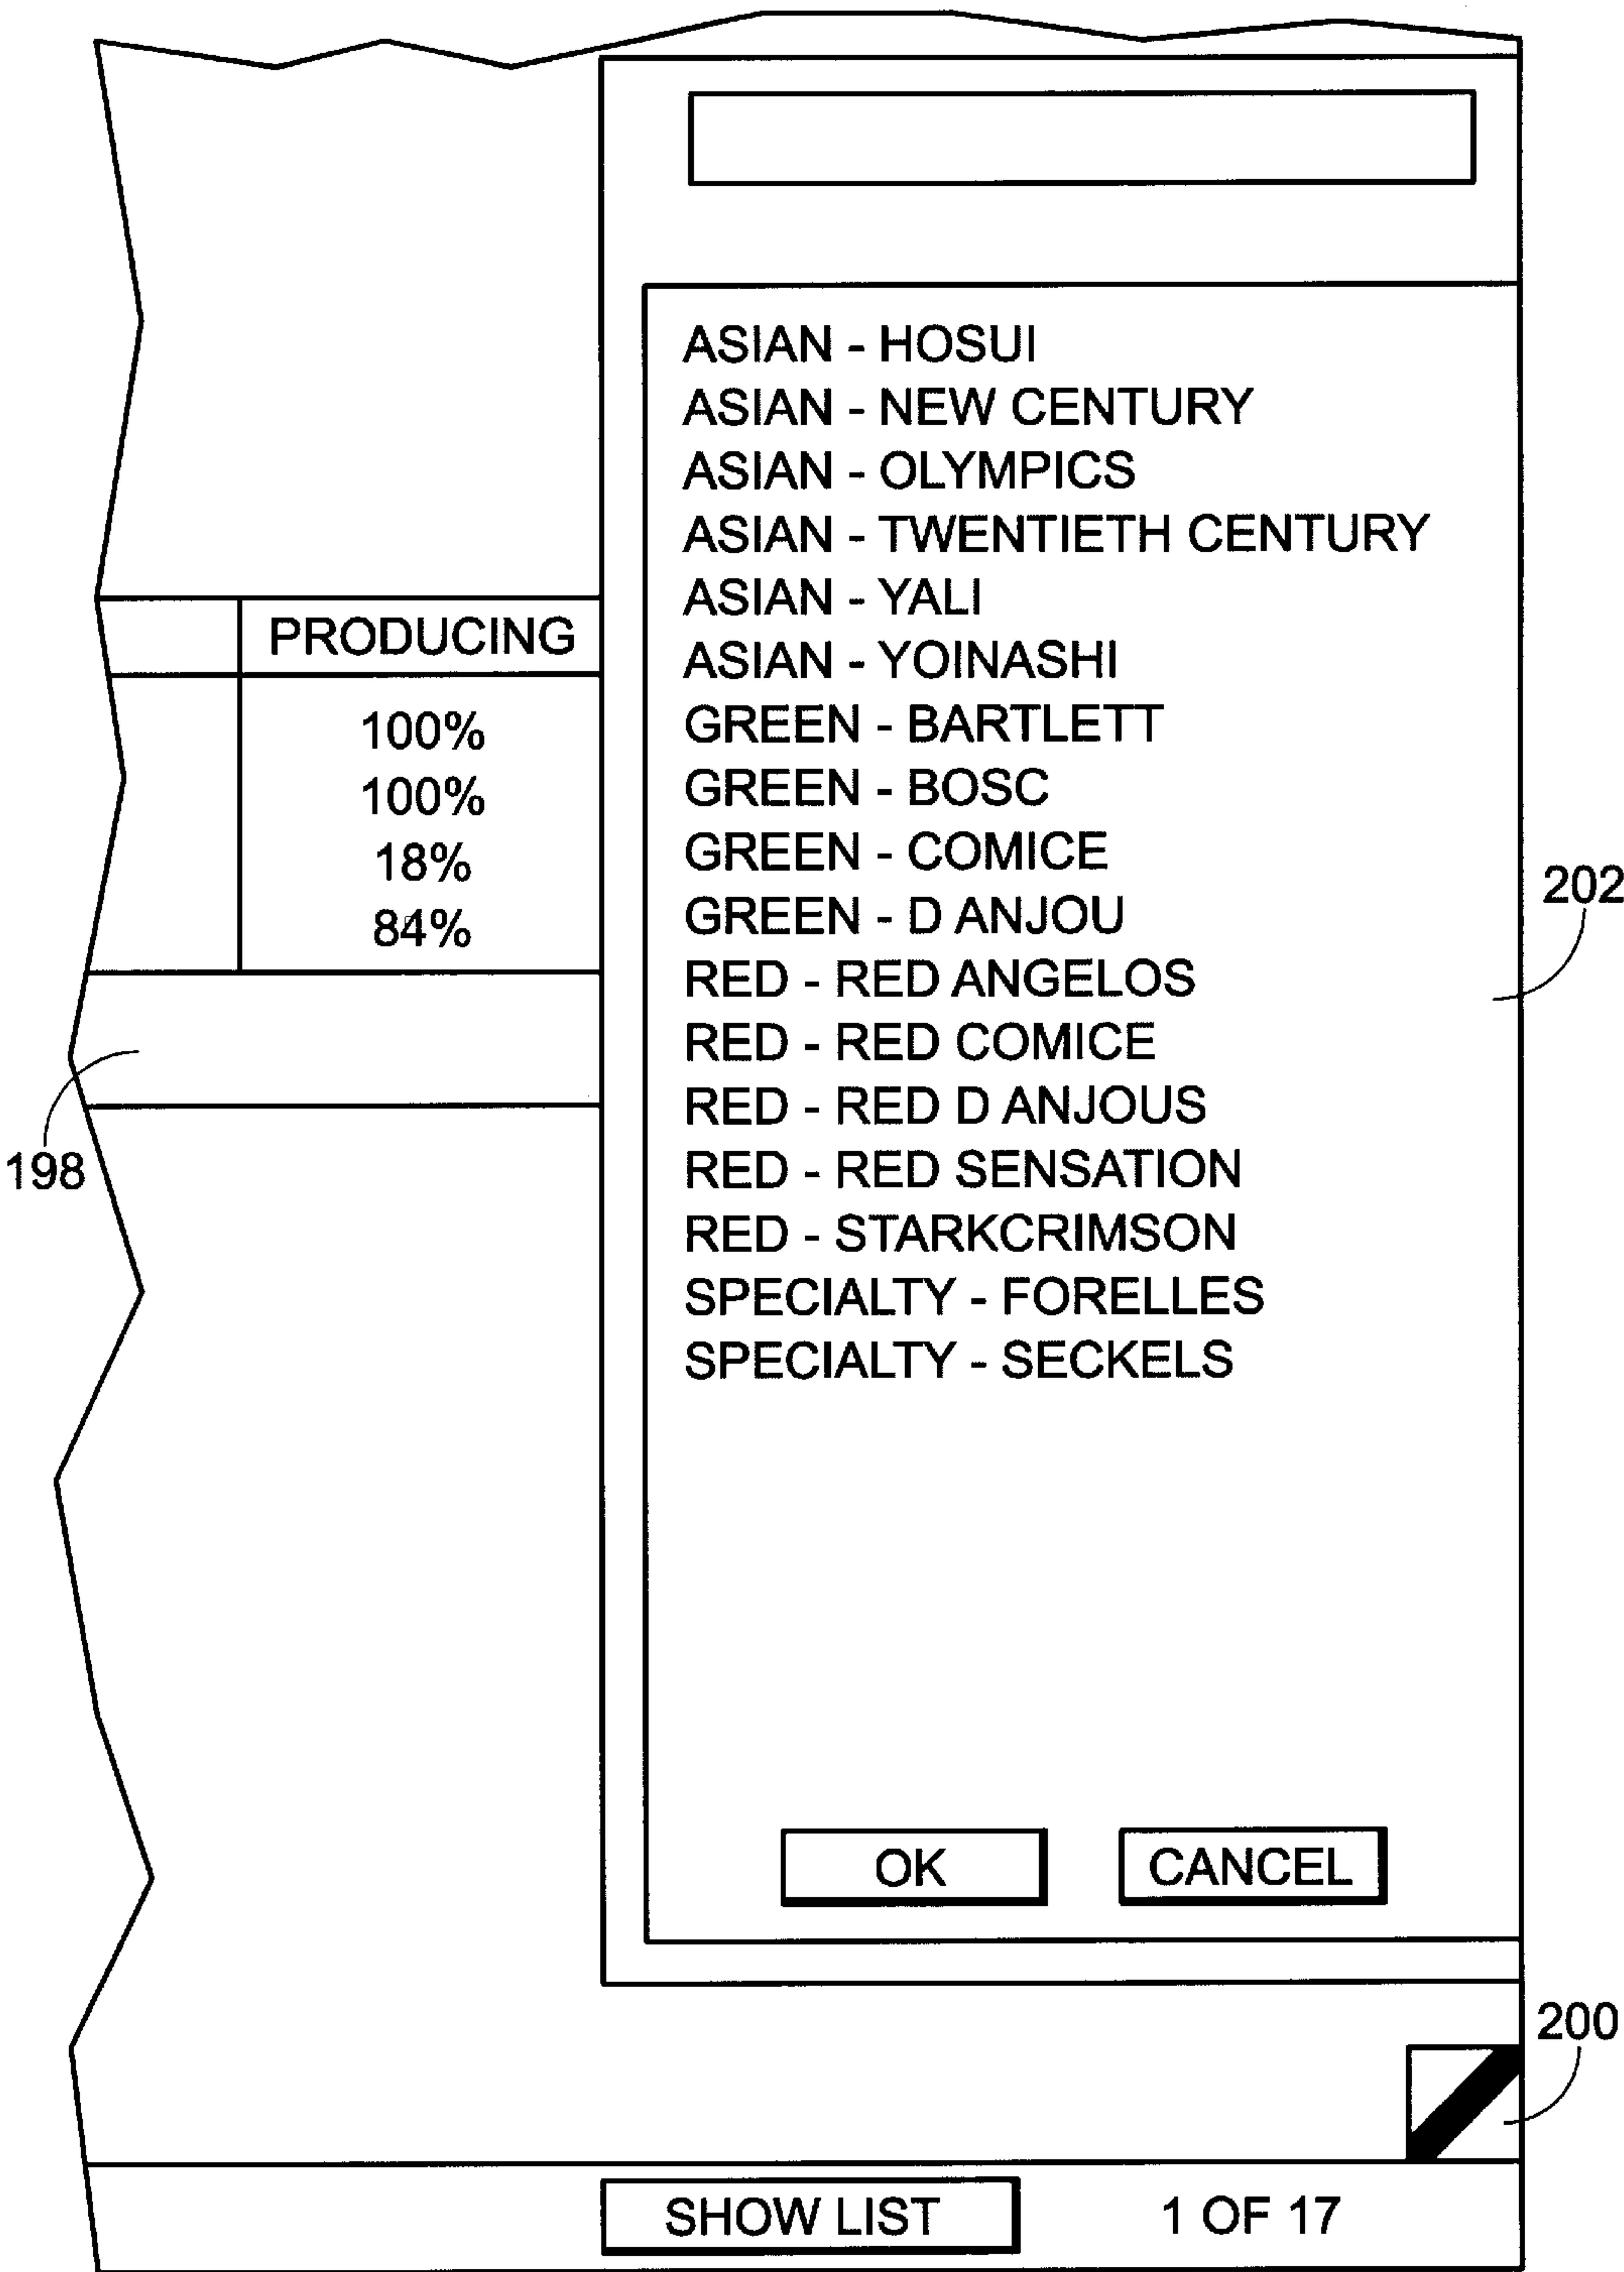 ASIAN - HOSUI
ASIAN - NEW CENTURY
ASIAN - OLYMPICS
ASIAN - TWENTIETH CENTURY
ASIAN - YALI
ASIAN - YOINASHI
GREEN - BARTLETT
GREEN - BOSC
GREEN - COMICE
GREEN - D ANJOU
RED - RED ANGELOS
RED - RED COMICE
RED - RED D ANJOUS
RED - RED SENSATION
RED - STARKCRIMSON
SPECIALTY - FORELLES
SPECIALTY - SECKELS
PRODUCING
100%
100%
18%
84%
202
198
OK
CANCEL
200
SHOW LIST
1 OF 17